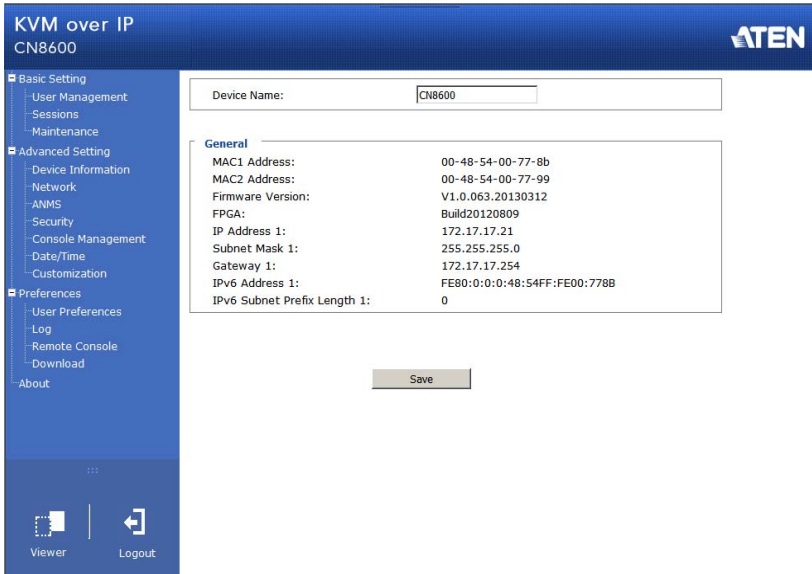 KVM over IP
CN8600
ATEN
Basic Setting
User Management
Sessions
Maintenance
Advanced Setting
Device Information
Network
ANMS
Security
Console Management
Date/Time
Customization
Preferences
User Preferences
Log
Remote Console
Download
About
Viewer
Logout
Device Name: CN8600
General
MAC1 Address: 00-48-54-00-77-8b
MAC2 Address: 00-48-54-00-77-99
Firmware Version: V1.0.063.20130312
FPGA: Build20120809
IP Address 1: 172.17.17.21
Subnet Mask 1: 255.255.255.0
Gateway 1: 172.17.17.254
IPv6 Address 1: FE80:0:0:0:48:54FF:FE00:778B
IPv6 Subnet Prefix Length 1: 0
Save